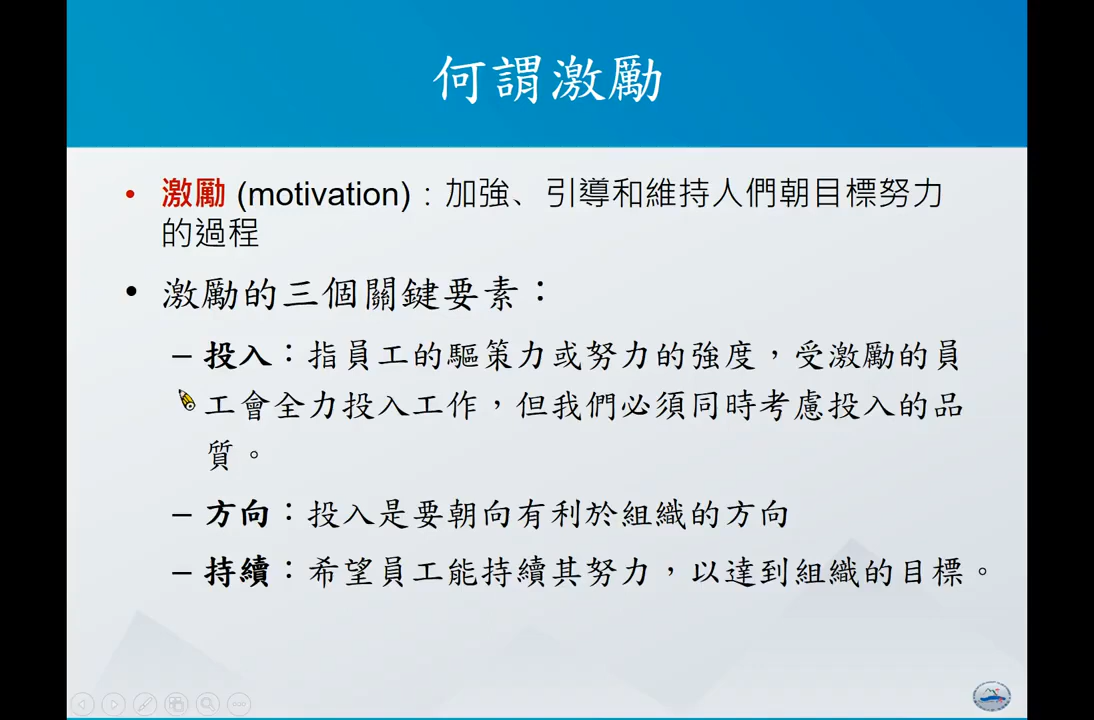 何謂激勵
• 激勵 (motivation)：加強、引導和維持人們朝目標努力
的過程
• 激勵的三個關鍵要素：
– 投入：指員工的驅策力或努力的強度，受激勵的員
工會全力投入工作，但我們必須同時考慮投入的品
質。
– 方向：投入是要朝向有利於組織的方向
– 持續：希望員工能持續其努力，以達到組織的目標。